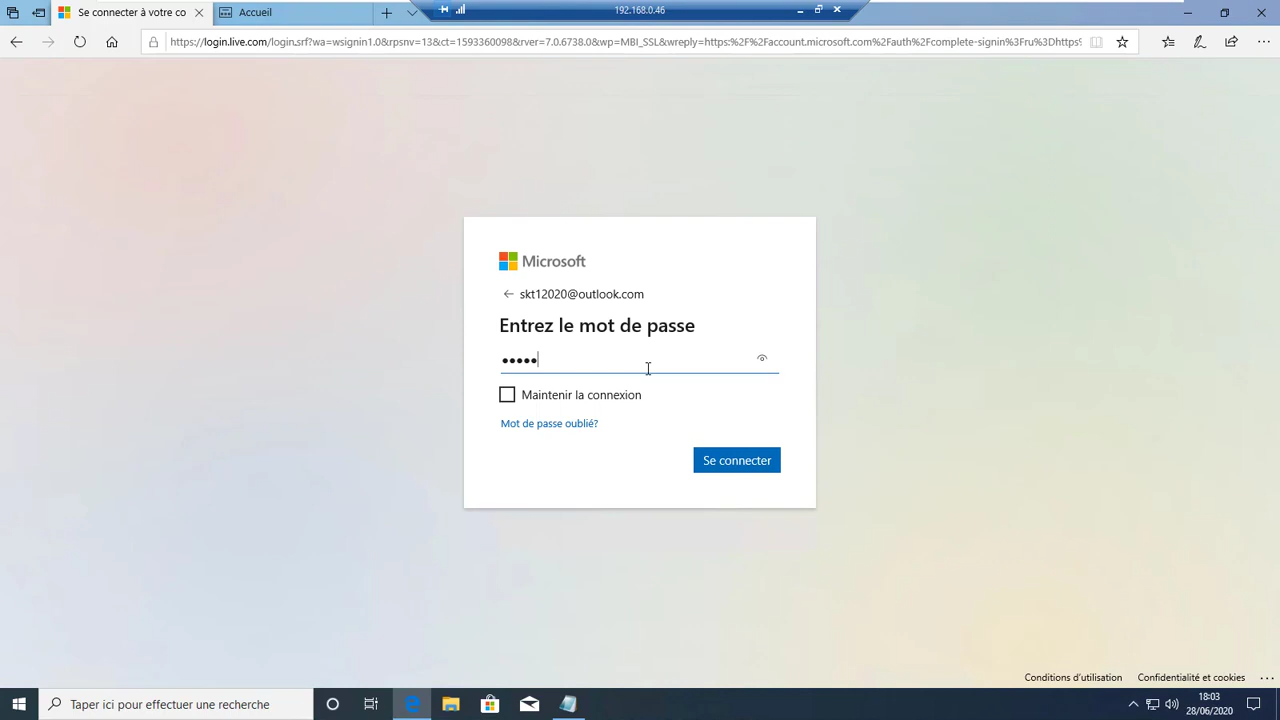 Se connecter à votre co
Accueil
192.168.0.46
https://login.live.com/login.srf?wa=wsignin1.0&rpsnv=13&ct=1593360098&rver=7.0.6738.0&wp=MBI_SSL&wreply=https:%2F%2Faccount.microsoft.com%2Fauth%2Fcomplete-signin%3Fru%3Dhttps%
Microsoft
skt12020@outlook.com
Entrez le mot de passe
•••••
Maintenir la connexion
Mot de passe oublié?
Se connecter
Conditions d'utilisation
Confidentialité et cookies
Taper ici pour effectuer une recherche
18:03
28/06/2020